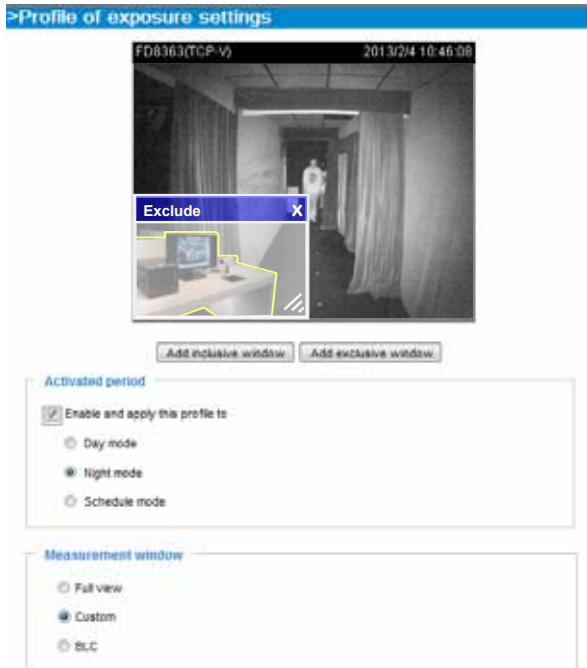 >Profile of exposure settings
FD8363(TCP-V) 2013/2/4 10:46:08
Exclude X
Add inclusive window Add exclusive window
Activated period
Enable and apply this profile to
Day mode
Night mode
Schedule mode
Measurement window
Full view
Custom
BLC